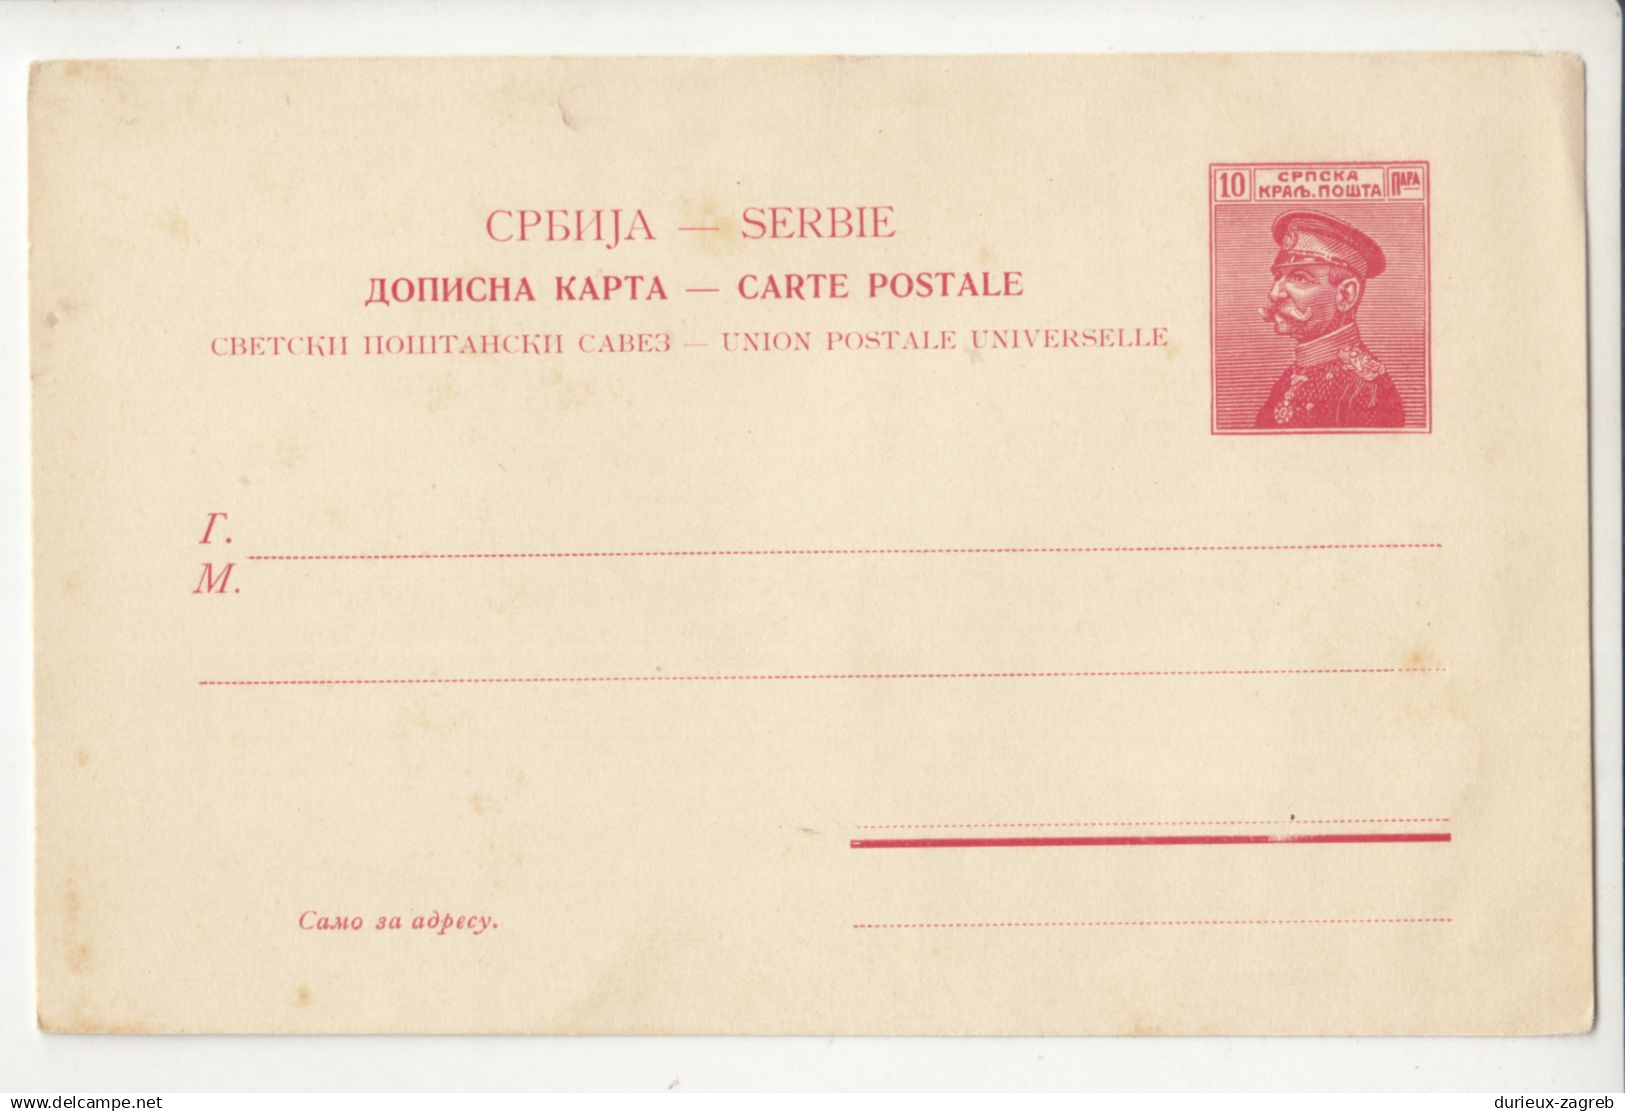 10 СРПСКА КРАЉ. ПОШТА ПАРА
СРБИЈА — SERBIE
ДОПИСНА КАРТА — CARTE POSTALE
СВЕТСКИ ПОШТАНСКИ САВЕЗ — UNION POSTALE UNIVERSELLE
Г.
М.
Само за адресу.
delcampe.net
durieux-zagreb